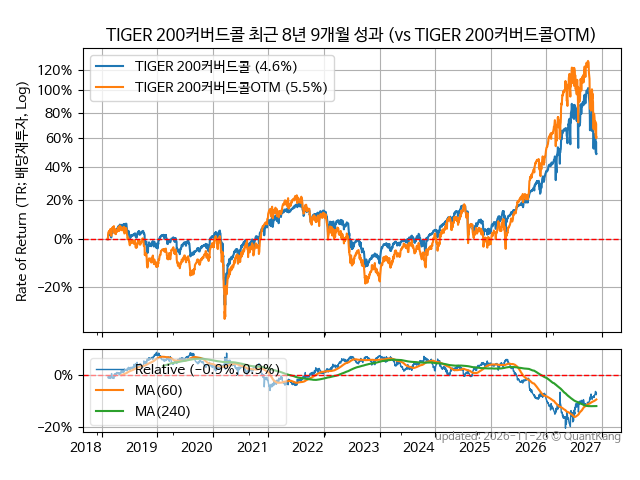 TIGER 200커버드콜 최근 8년 9개월 성과 (vs TIGER 200커버드콜OTM)
Rate of Return (TR: 배당재투자, Log)
TIGER 200커버드콜 (4.6%)
TIGER 200커버드콜OTM (5.5%)
120%
100%
80%
60%
40%
20%
0%
−20%
Relative (−0.9%, 0.9%)
MA(60)
MA(240)
0%
−20%
2018 2019 2020 2021 2022 2023 2024 2025 2026 2027
updated: 2026−11−26 © QuantKang